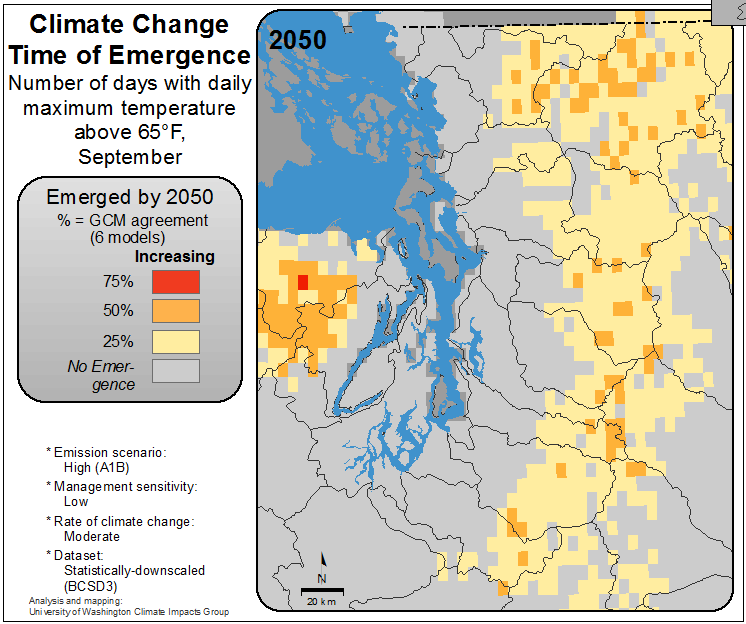 Climate Change
Time of Emergence
Number of days with daily
maximum temperature
above 65°F,
September
Emerged by 2050
% = GCM agreement
(6 models)
Increasing
75%
50%
25%
No Emer-
gence
* Emission scenario:
High (A1B)
* Management sensitivity:
Low
* Rate of climate change:
Moderate
* Dataset:
Statistically-downscaled
(BCSD3)
Analysis and mapping:
University of Washington Climate Impacts Group
2050
N
20 km